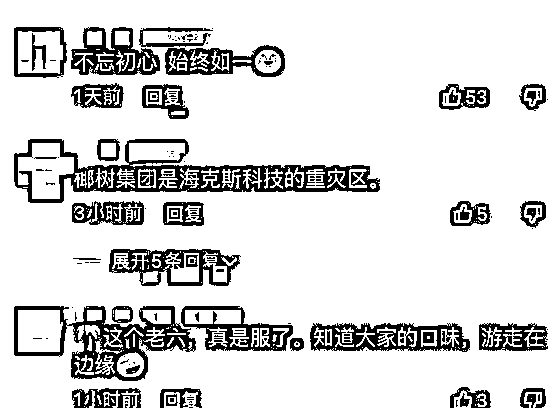 不忘初心 始终如一
1天前 回复
53
椰树集团是海克斯科技的重灾区。
3小时前 回复
5
展开5条回复
这个老六，真是服了。知道大家的口味，游走在
边缘
1小时前 回复
3